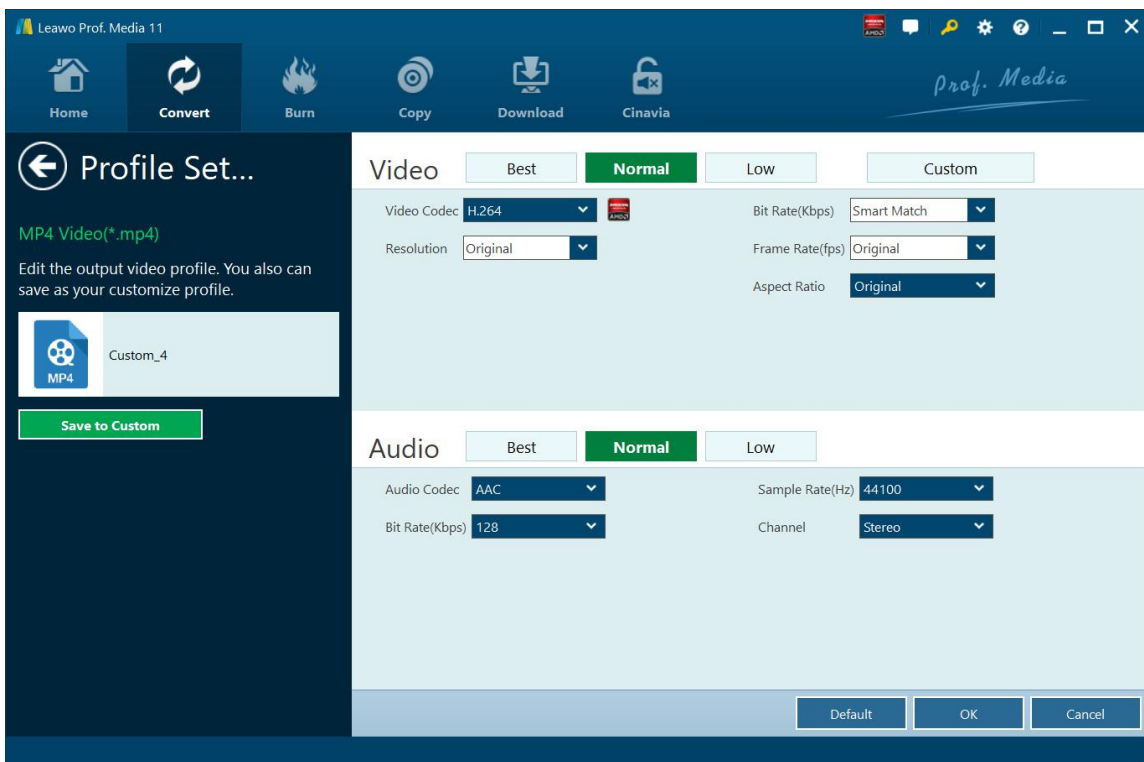 Leawo Prof. Media 11
AMD
Home
Convert
Burn
Copy
Download
Cinavia
Prof. Media
Profile Set...
MP4 Video(*.mp4)
Edit the output video profile. You also can
save as your customize profile.
MP4
Custom_4
Save to Custom
Video
Best
Normal
Low
Custom
Video Codec H.264
AMD
Bit Rate(Kbps) Smart Match
Resolution Original
Frame Rate(fps) Original
Aspect Ratio Original
Audio
Best
Normal
Low
Audio Codec AAC
Sample Rate(Hz) 44100
Bit Rate(Kbps) 128
Channel Stereo
Default
OK
Cancel